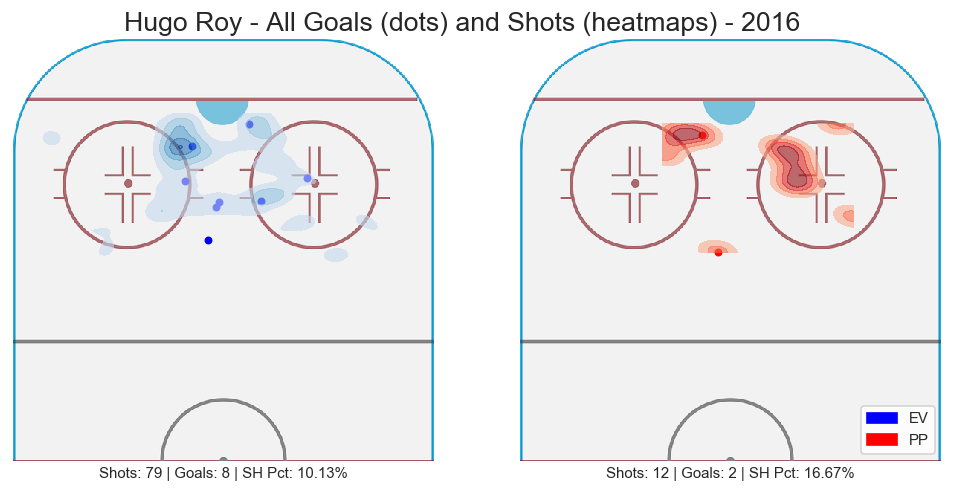 Hugo Roy - All Goals (dots) and Shots (heatmaps) - 2016
EV
PP
Shots: 79 | Goals: 8 | SH Pct: 10.13%
Shots: 12 | Goals: 2 | SH Pct: 16.67%